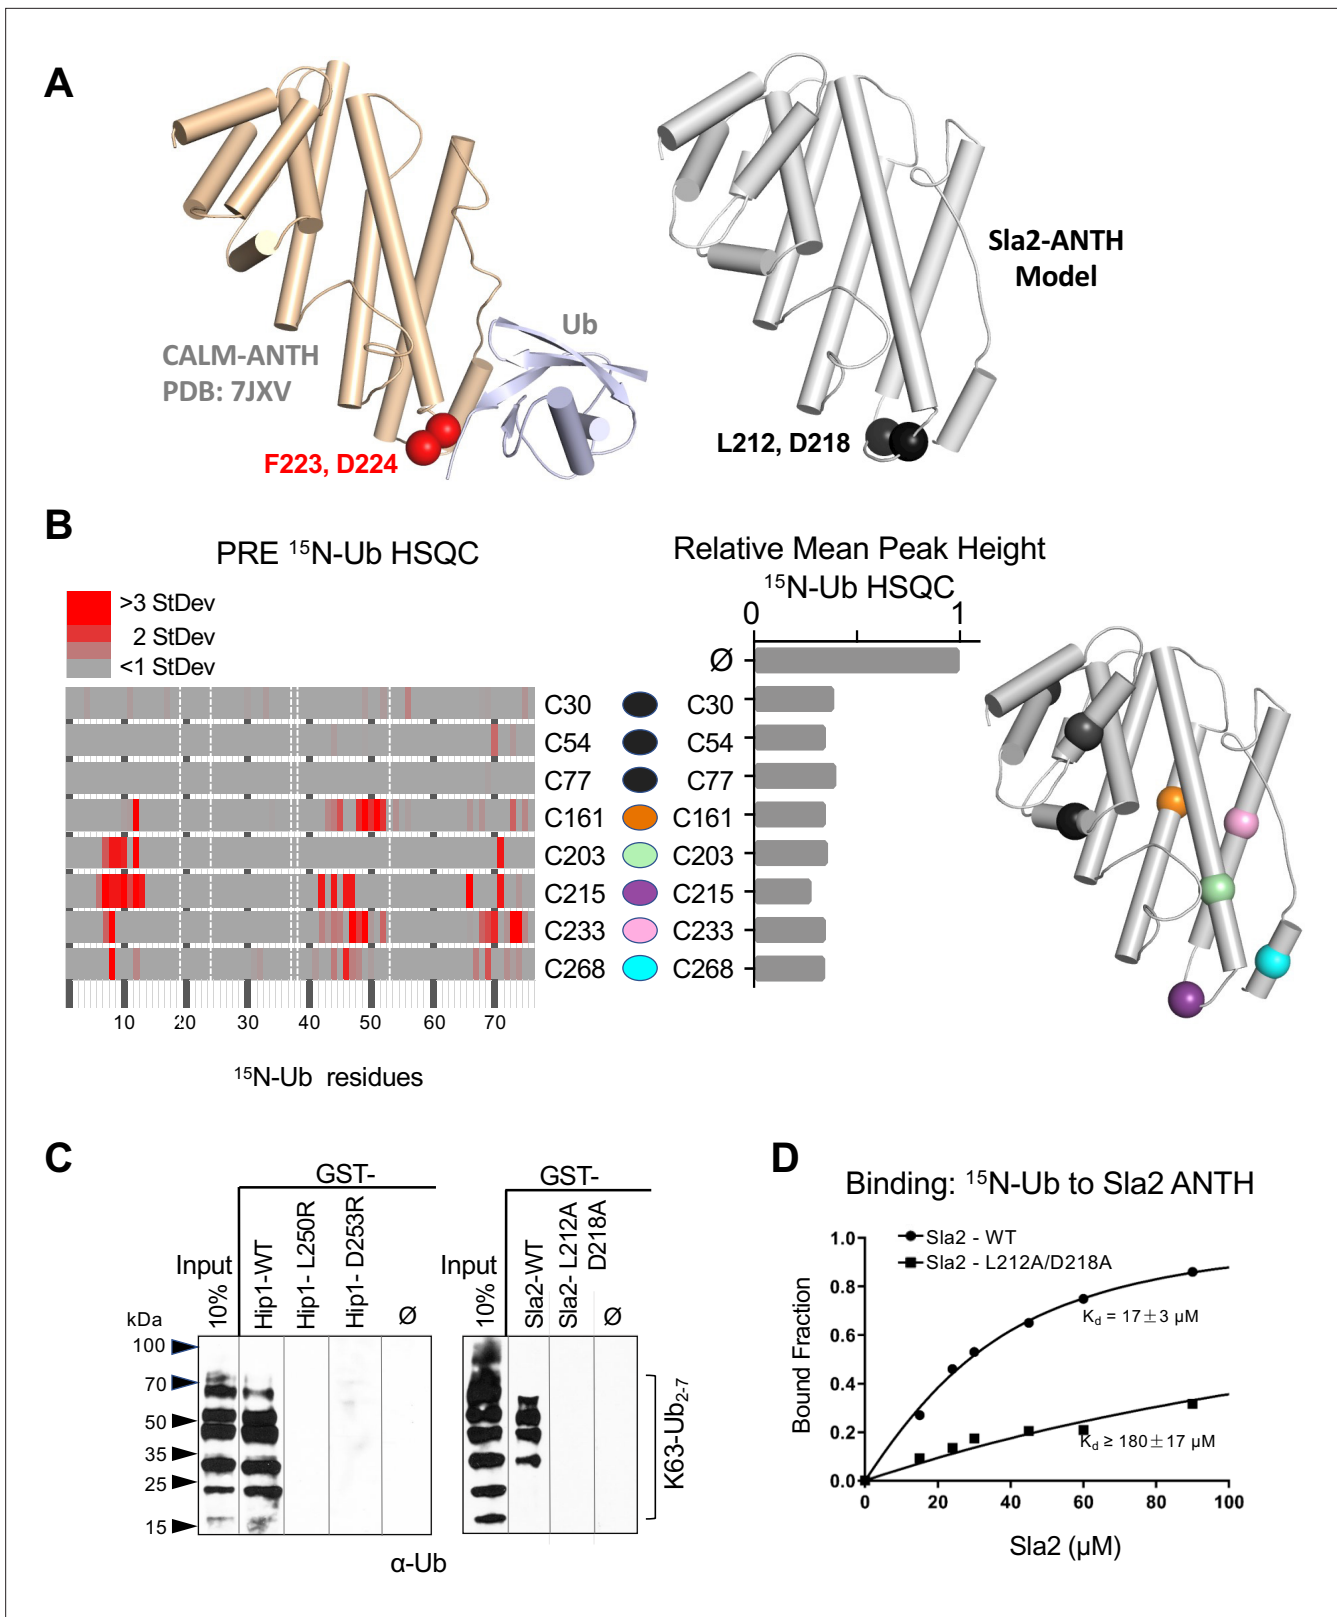 A
CALM-ANTH
PDB: 7JXV
Ub
F223, D224
Sla2-ANTH
Model
L212, D218
B
PRE ¹⁵N-Ub HSQC
>3 StDev
2 StDev
<1 StDev
C30
C54
C77
C161
C203
C215
C233
C268
10 20 30 40 50 60 70
¹⁵N-Ub residues
Relative Mean Peak Height
¹⁵N-Ub HSQC
0 1
Ø
C30
C54
C77
C161
C203
C215
C233
C268
C
GST-
Input
10%
Hip1-WT
Hip1- L250R
Hip1- D253R
Ø
kDa
100
70
50
35
25
15
GST-
Input
10%
Sla2-WT
Sla2- L212A
D218A
Ø
K63-Ub₂₋₇
α-Ub
D
Binding: ¹⁵N-Ub to Sla2 ANTH
Sla2 - WT
Sla2 - L212A/D218A
Bound Fraction
1.0
0.8
0.6
0.4
0.2
0.0
K_d = 17±3 μM
K_d ≥ 180±17 μM
0 20 40 60 80 100
Sla2 (μM)